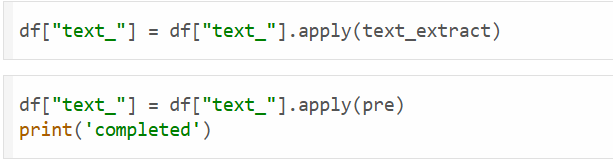 df["text_"] = df["text_"].apply(text_extract)
df["text_"] = df["text_"].apply(pre)
print('completed')